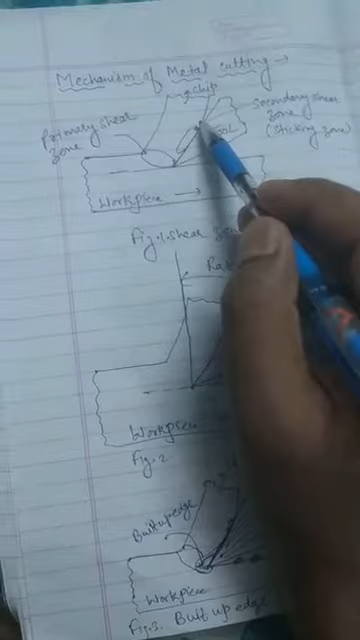 Mechanism of Metal cutting →
chip
Primary shear
zone
Secondary shear
zone
(sticking zone)
Workpiece →
Fig.1. shear
Workpiece
Fig. 2
Built up edge
Workpiece
Fig.3. Built up edge